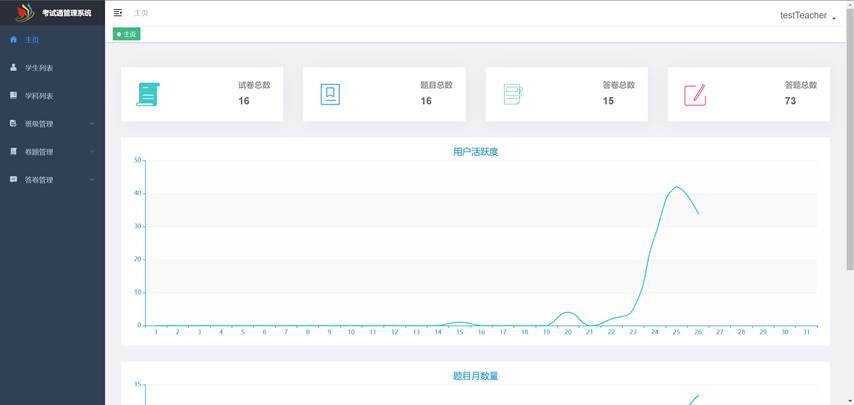 考试通管理系统
主页
testTeacher
主页
主页
学生列表
学科列表
班级管理
卷题管理
答卷管理
试卷总数
16
题目总数
16
答卷总数
15
答题总数
73
用户活跃度
50
40
30
20
10
0
1 2 3 4 5 6 7 8 9 10 11 12 13 14 15 16 17 18 19 20 21 22 23 24 25 26 27 28 29 30 31
题目月数量
15